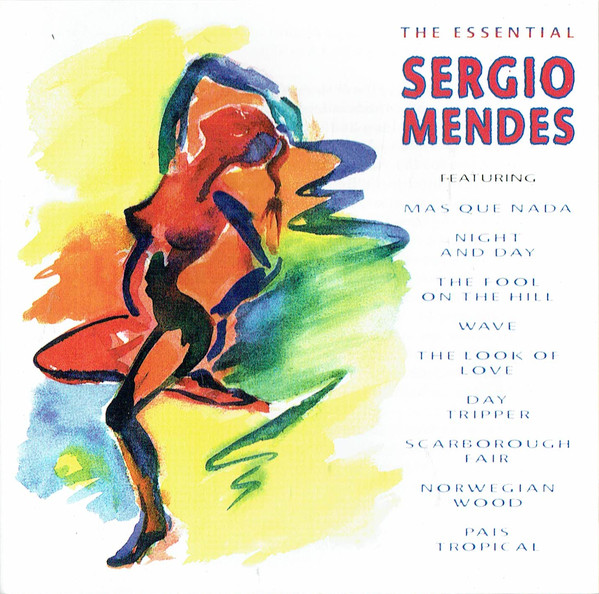 THE ESSENTIAL
SERGIO
MENDES
FEATURING
MAS QUE NADA
NIGHT
AND DAY
THE FOOL
ON THE HILL
WAVE
THE LOOK OF
LOVE
DAY
TRIPPER
SCARBOROUGH
FAIR
NORWEGIAN
WOOD
PAIS
TROPICAL